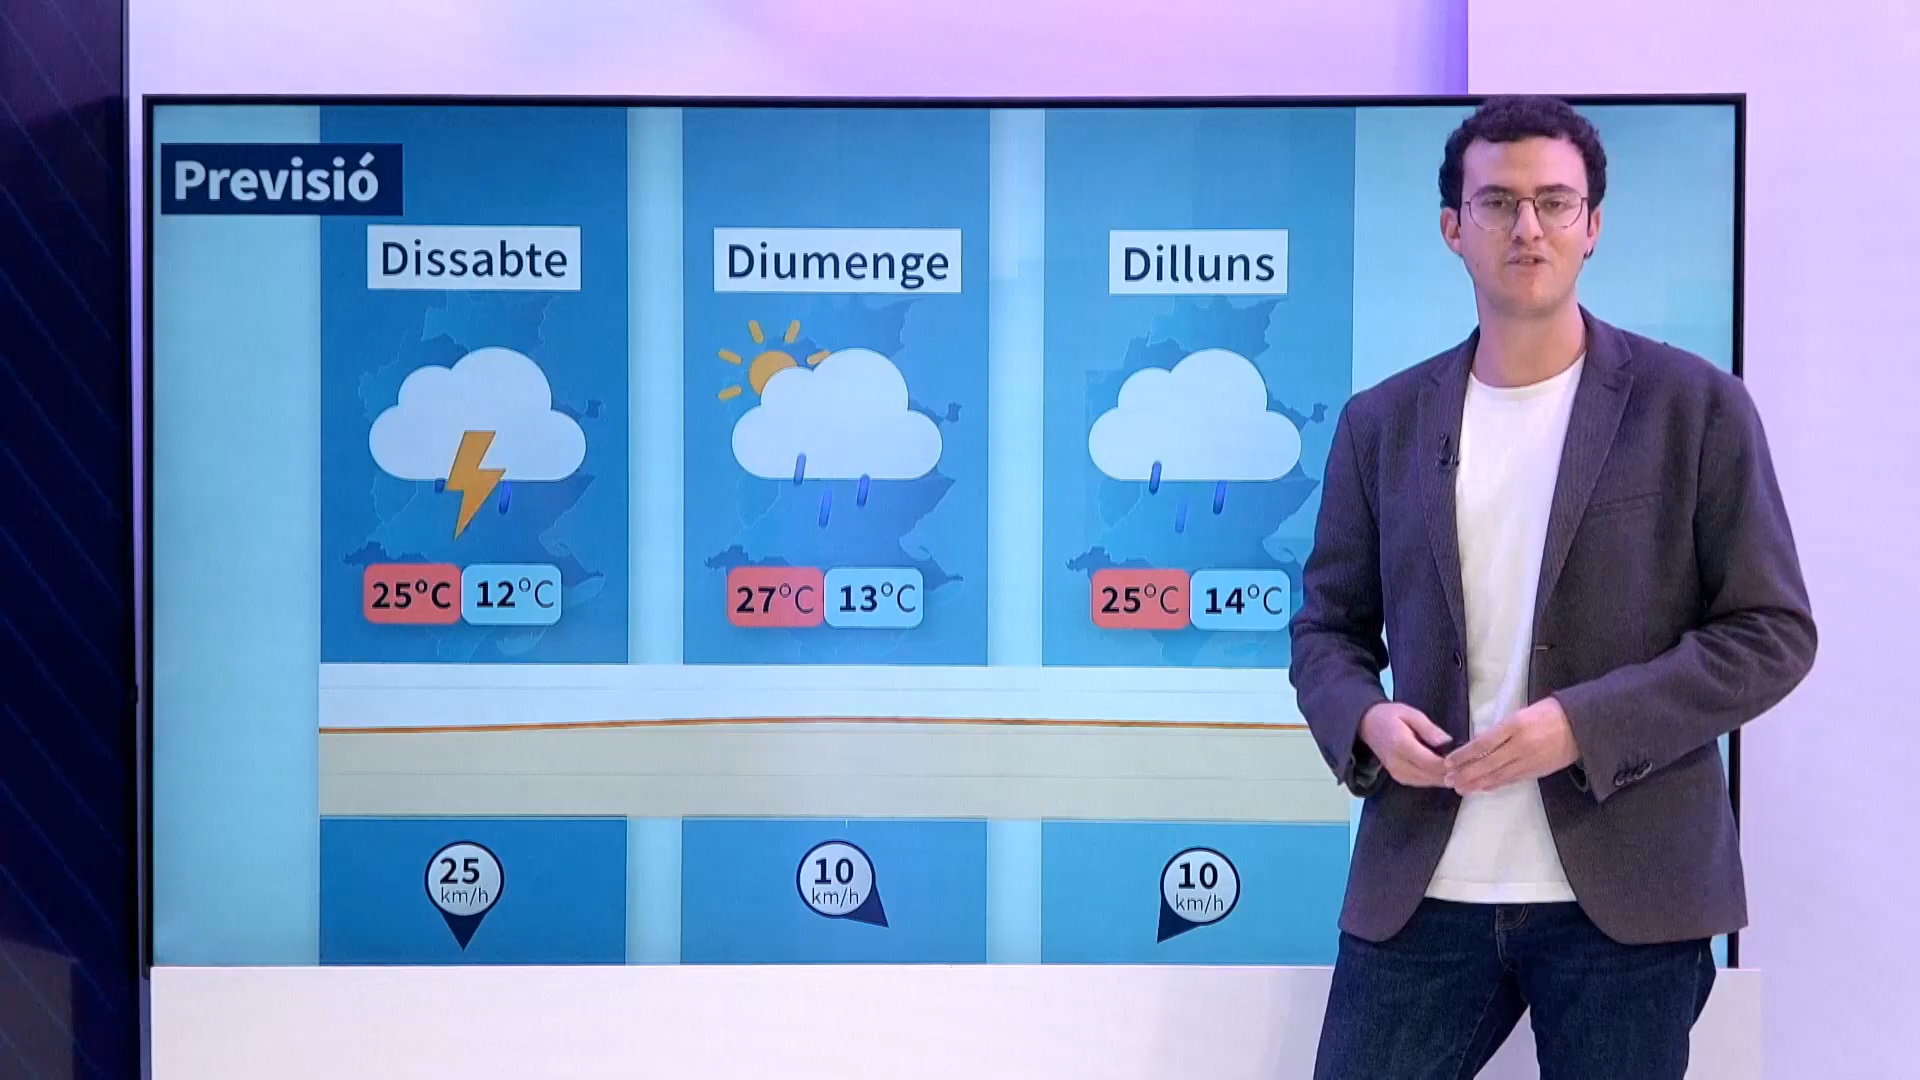 Previsió
Dissabte
25°C 12°C
25
km/h
Diumenge
27°C 13°C
10
km/h
Dilluns
25°C 14°C
10
km/h